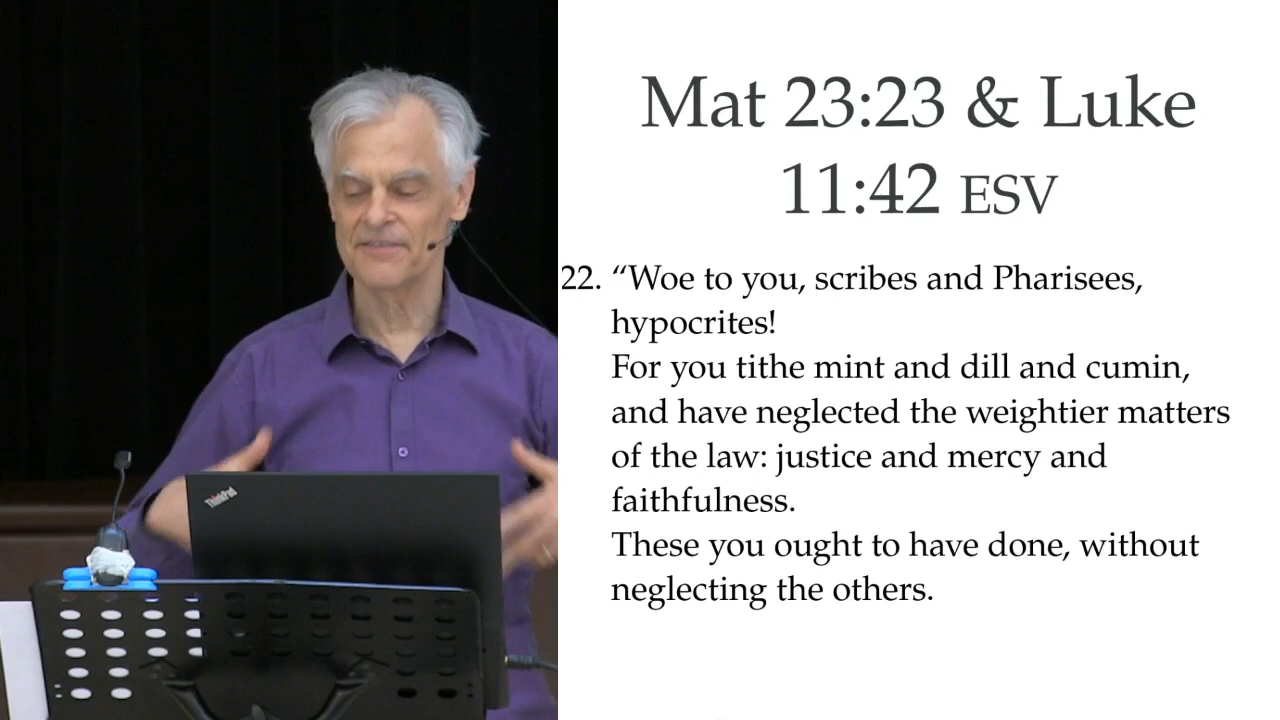 Mat 23:23 & Luke
11:42 ESV
22. “Woe to you, scribes and Pharisees,
hypocrites!
For you tithe mint and dill and cumin,
and have neglected the weightier matters
of the law: justice and mercy and
faithfulness.
These you ought to have done, without
neglecting the others.
ThinkPad